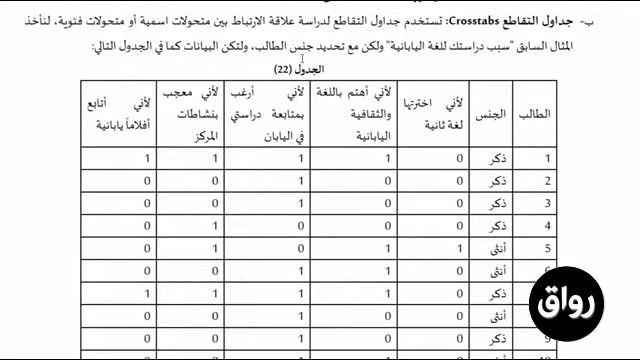 ب- جداول التقاطع Crosstabs: تستخدم جداول التقاطع لدراسة علاقة الارتباط بين متحولات اسمية أو متحولات فئوية، لنأخذ
المثال السابق "سبب دراستك للغة اليابانية" ولكن مع تحديد جنس الطالب، ولتكن البيانات كما في الجدول التالي:
الجدول (22)
الطالب الجنس لأني اخترتها لغة ثانية لأني أهتم باللغة والثقافية اليابانية لأني أرغب بمتابعة دراستي في اليابان لأني معجب بنشاطات المركز لأني أتابع أفلاماً يابانية
1 ذكر 0 1 1 1 1
2 ذكر 0 0 1 0 0
3 ذكر 0 0 1 0 0
4 ذكر 0 0 0 1 0
5 أنثى 1 1 0 1 0
أنثى 0 1 1 0 0
ذكر 0 1 1 1 1
أنثى 0 0 1 0 0
ذكر 0 0 1 1 0
رواق